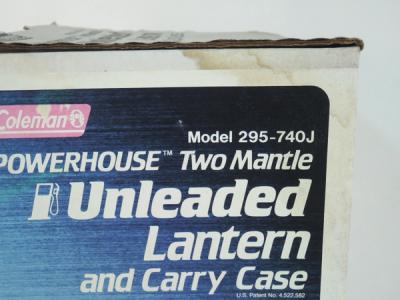 Coleman
Model 295-740J
POWERHOUSE™ Two Mantle
Unleaded
Lantern
and Carry Case
U.S. Patent No. 4,522,582